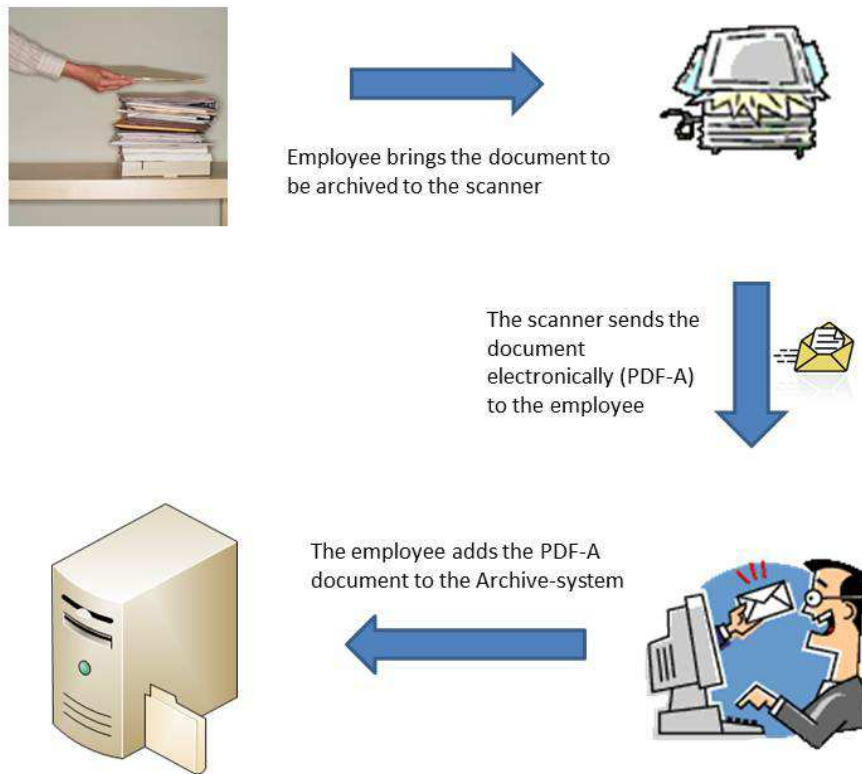 Employee brings the document to
be archived to the scanner
The scanner sends the
document
electronically (PDF-A)
to the employee
The employee adds the PDF-A
document to the Archive-system